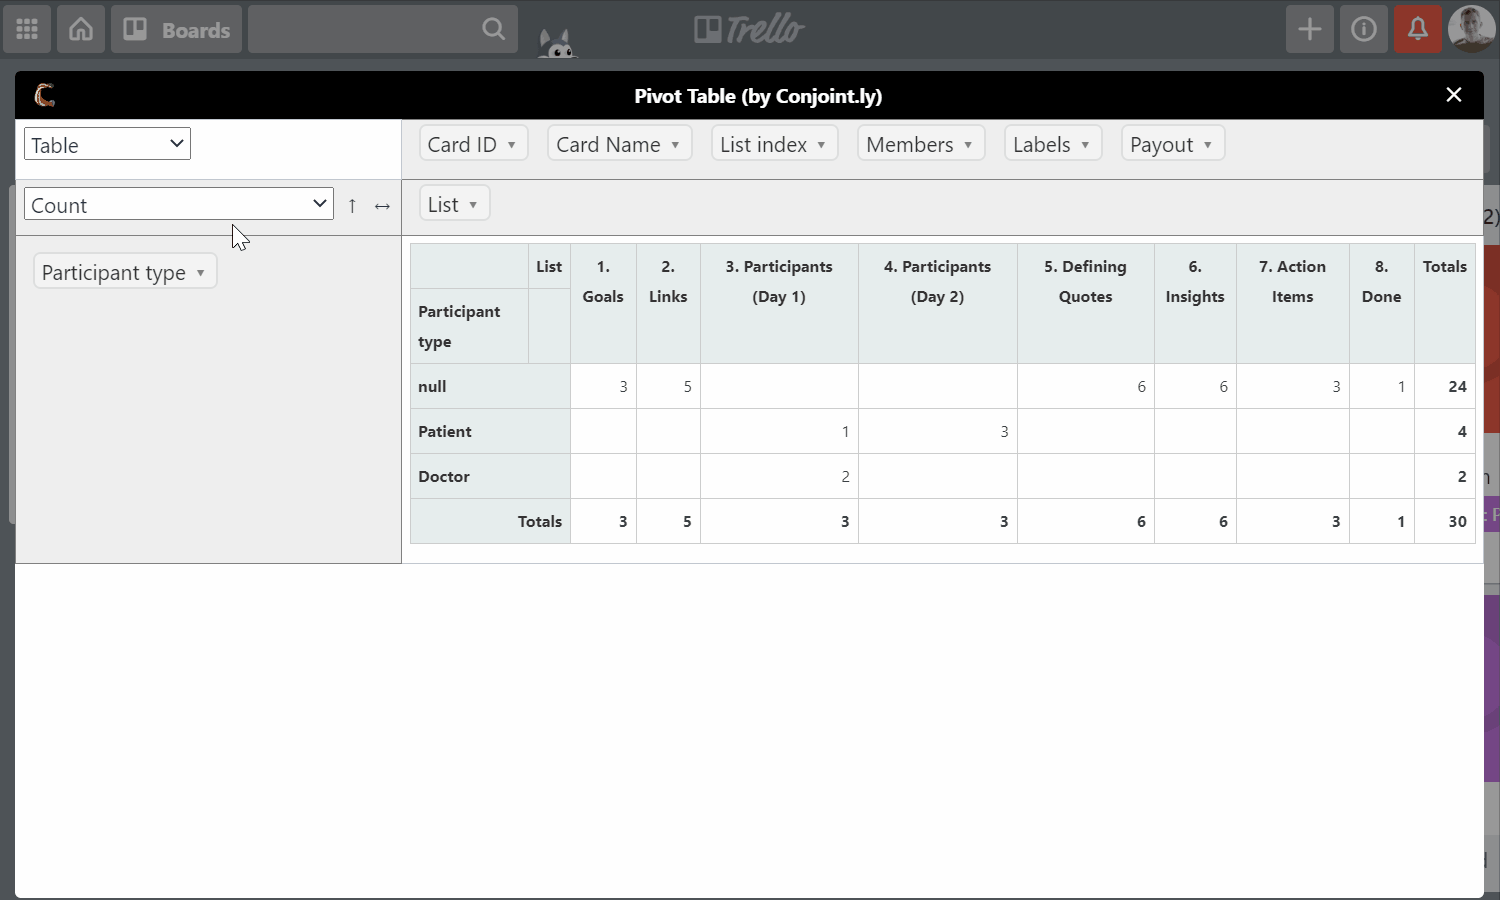 Boards
Trello
Pivot Table (by Conjoint.ly)
Table
Card ID ▾ Card Name ▾ List index ▾ Members ▾ Labels ▾ Payout ▾
Count ↑ ↔
List ▾
2)
Participant type ▾
List 1. Goals 2. Links 3. Participants (Day 1) 4. Participants (Day 2) 5. Defining Quotes 6. Insights 7. Action Items 8. Done Totals
Participant type
null 3 5 6 6 3 1 24
Patient 1 3 4
Doctor 2 2
Totals 3 5 3 3 6 6 3 1 30
: P